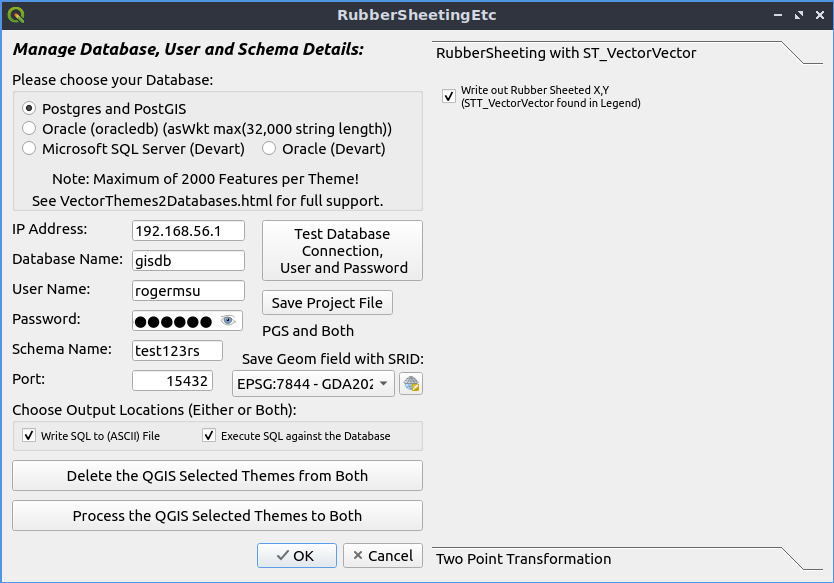 RubberSheetingEtc
Manage Database, User and Schema Details:
Please choose your Database:
Postgres and PostGIS
Oracle (oracledb) (asWkt max(32,000 string length))
Microsoft SQL Server (Devart)
Oracle (Devart)
Note: Maximum of 2000 Features per Theme!
See VectorThemes2Databases.html for full support.
IP Address:
192.168.56.1
Database Name:
gisdb
User Name:
rogermsu
Password:
Schema Name:
test123rs
Port:
15432
Test Database
Connection,
User and Password
Save Project File
PGS and Both
Save Geom field with SRID:
EPSG:7844 - GDA202
Choose Output Locations (Either or Both):
Write SQL to (ASCII) File
Execute SQL against the Database
Delete the QGIS Selected Themes from Both
Process the QGIS Selected Themes to Both
OK
Cancel
RubberSheeting with ST_VectorVector
Write out Rubber Sheeted X,Y
(STT_VectorVector found in Legend)
Two Point Transformation